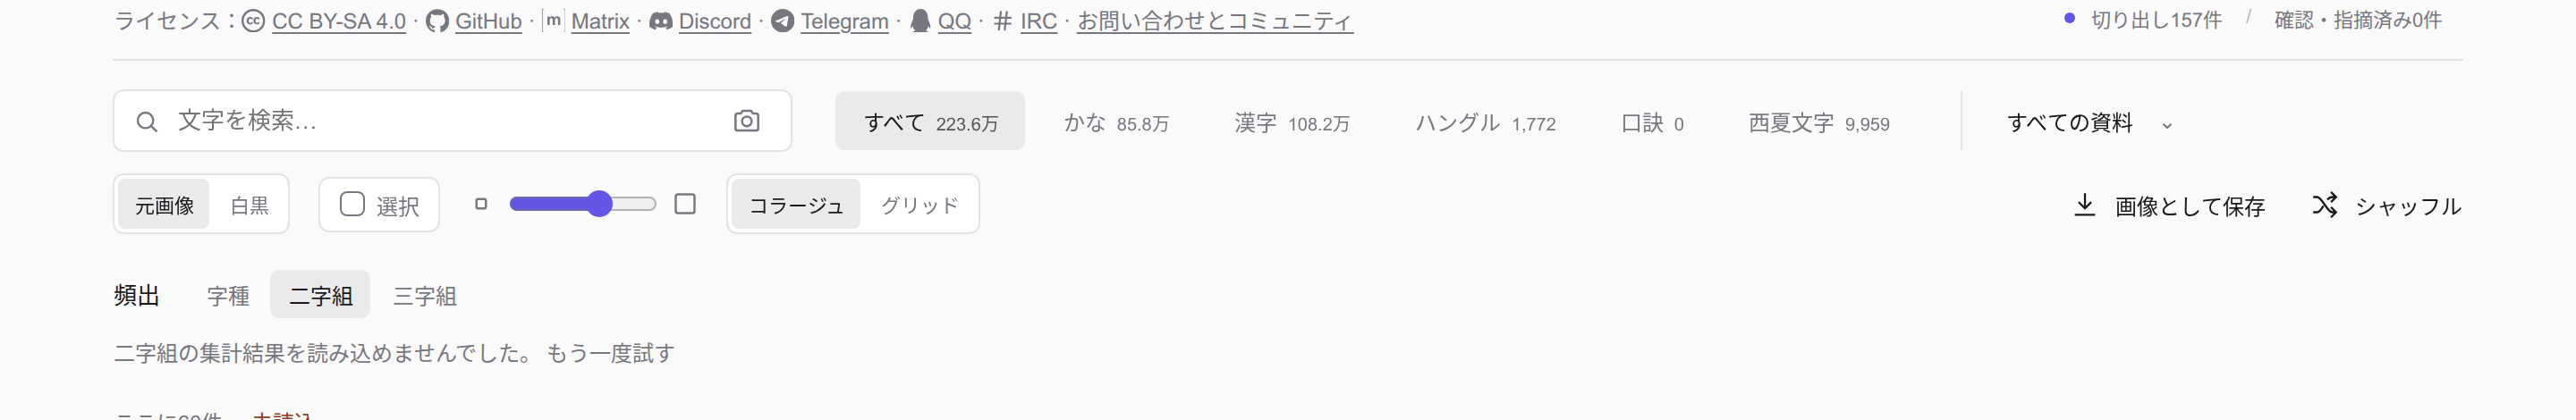 ライセンス：CC BY-SA 4.0 · GitHub · Matrix · Discord · Telegram · QQ · IRC · お問い合わせとコミュニティ
切り出し157件 / 確認・指摘済み0件
文字を検索…
すべて 223.6万 かな 85.8万 漢字 108.2万 ハングル 1,772 口訣 0 西夏文字 9,959 すべての資料
元画像 白黒 選択 コラージュ グリッド 画像として保存 シャッフル
頻出 字種 二字組 三字組
二字組の集計結果を読み込めませんでした。 もう一度試す